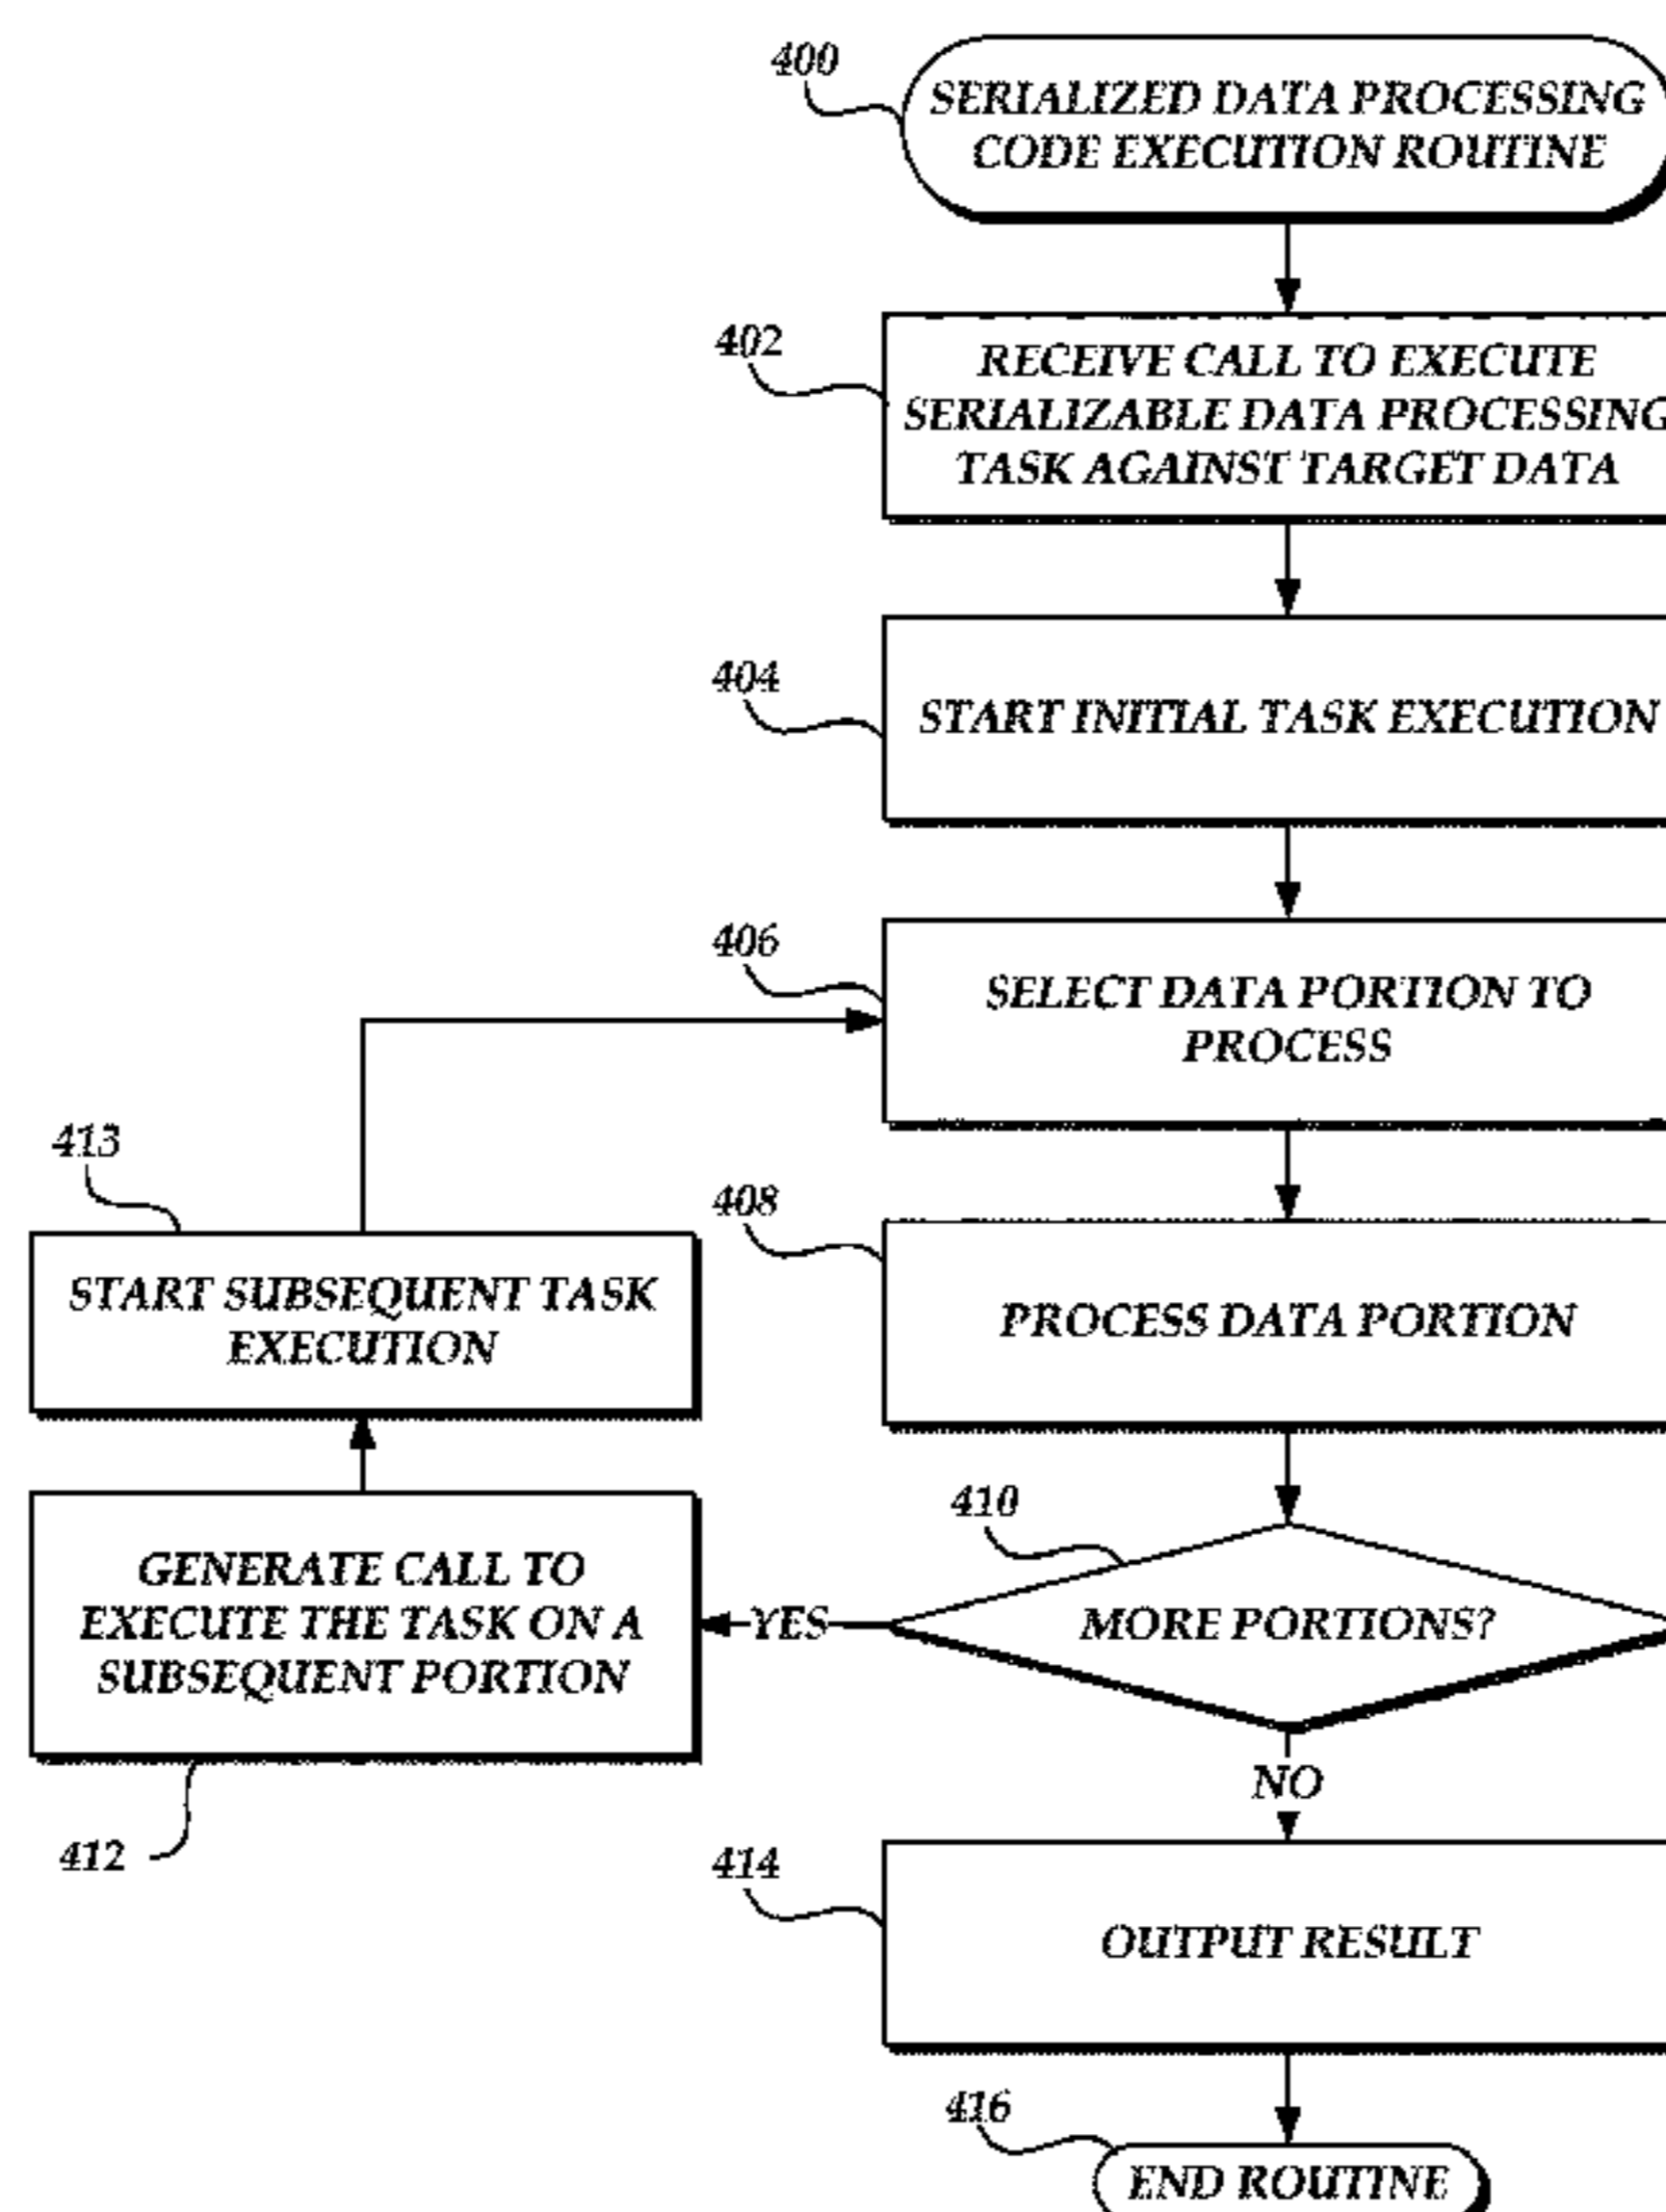 400
SERIALIZED DATA PROCESSING
CODE EXECUTION ROUTINE
402
RECEIVE CALL TO EXECUTE
SERIALIZABLE DATA PROCESSING
TASK AGAINST TARGET DATA
404
START INITIAL TASK EXECUTION
406
SELECT DATA PORTION TO
PROCESS
413
START SUBSEQUENT TASK
EXECUTION
408
PROCESS DATA PORTION
410
MORE PORTIONS?
YES
GENERATE CALL TO
EXECUTE THE TASK ON A
SUBSEQUENT PORTION
412
NO
414
OUTPUT RESULT
416
END ROUTINE